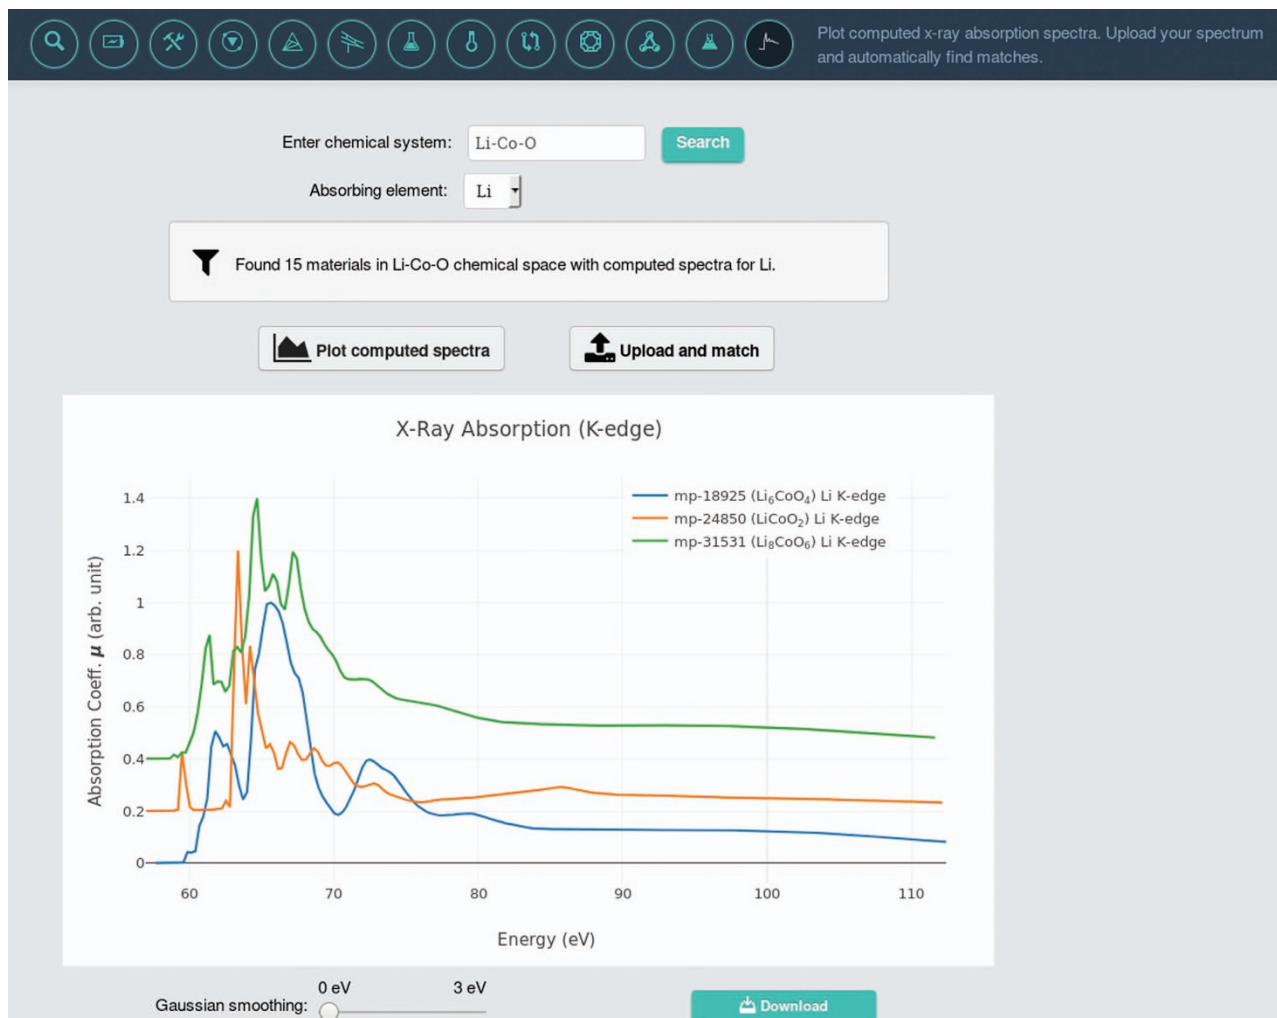 Plot computed x-ray absorption spectra. Upload your spectrum
and automatically find matches.
Enter chemical system: Li-Co-O Search
Absorbing element: Li
Found 15 materials in Li-Co-O chemical space with computed spectra for Li.
Plot computed spectra Upload and match
X-Ray Absorption (K-edge)
mp-18925 (Li₆CoO₄) Li K-edge
mp-24850 (LiCoO₂) Li K-edge
mp-31531 (Li₈CoO₆) Li K-edge
Absorption Coeff. μ (arb. unit)
1.4
1.2
1
0.8
0.6
0.4
0.2
0
60 70 80 90 100 110
Energy (eV)
0 eV 3 eV
Gaussian smoothing:
Download